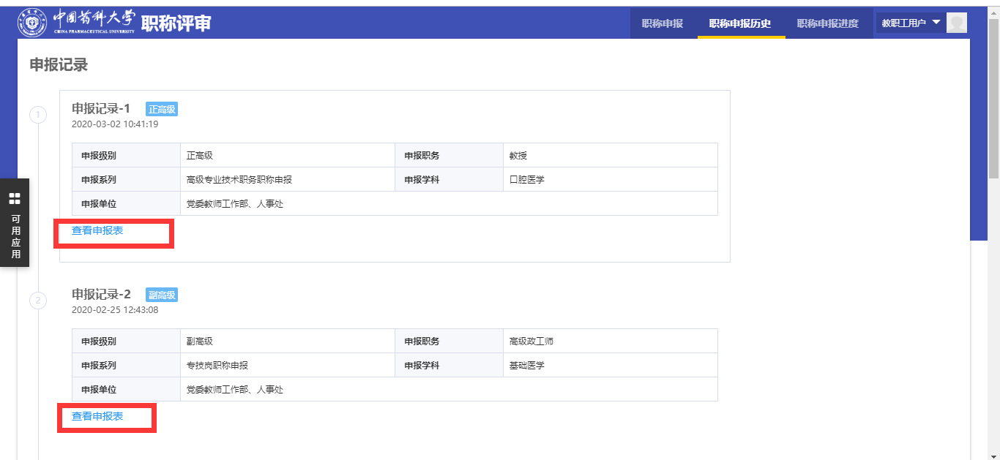 中国药科大学
CHINA PHARMACEUTICAL UNIVERSITY
职称评审
职称申报 职称申报历史 职称申报进度 教职工用户
申报记录
1
申报记录-1 正高级
2020-03-02 10:41:19
申报级别 正高级 申报职务 教授
申报系列 高级专业技术职务职称申报 申报学科 口腔医学
申报单位 党委教师工作部、人事处
查看申报表
可用应用
2
申报记录-2 副高级
2020-02-25 12:43:08
申报级别 副高级 申报职务 高级政工师
申报系列 专技岗职称申报 申报学科 基础医学
申报单位 党委教师工作部、人事处
查看申报表